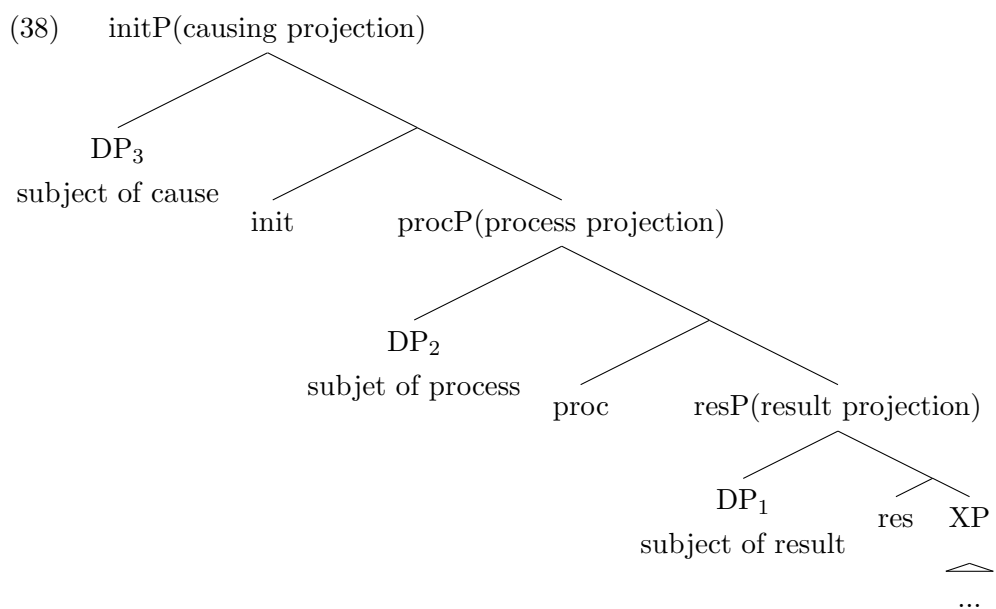 (38) initP(causing projection)
DP₃
subject of cause
init procP(process projection)
DP₂
subjet of process
proc resP(result projection)
DP₁
res XP
subject of result
...